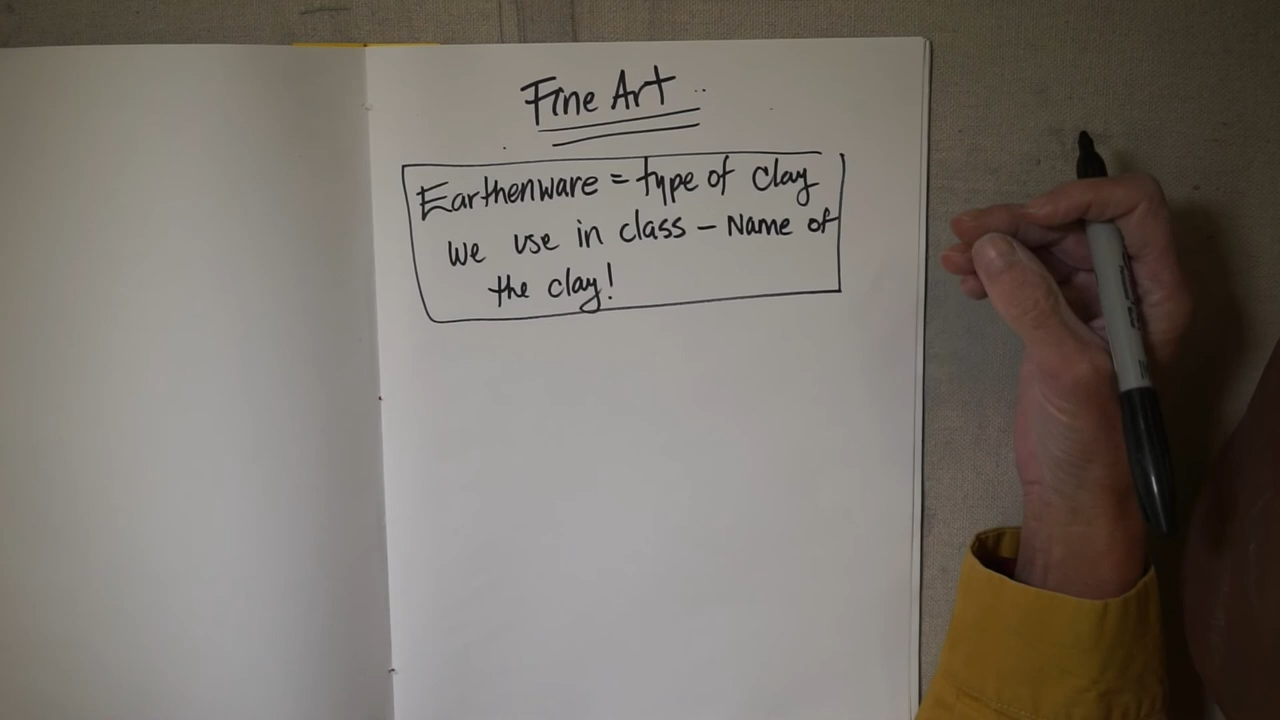 Fine Art
Earthenware = type of clay
we use in class - Name of
the clay!